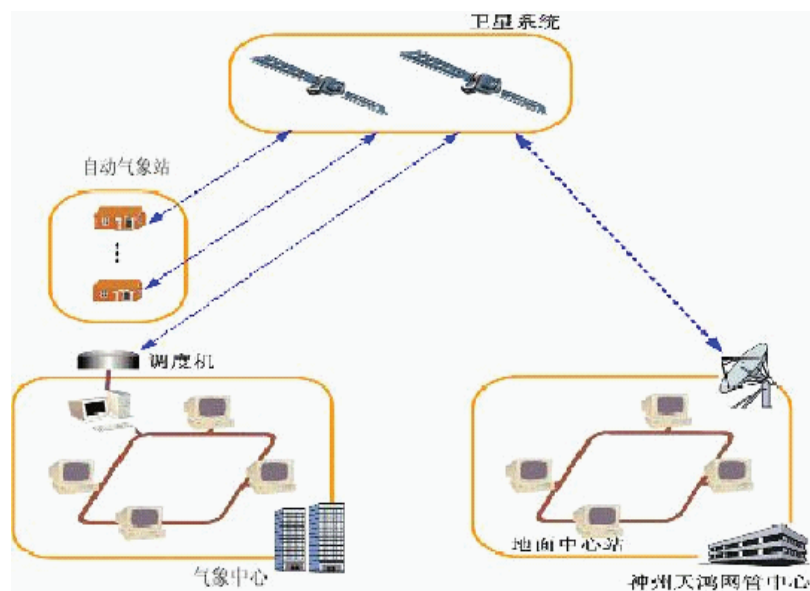 卫星系统
自动气象站
调度机
气象中心
地面中心站
神州天鸿网管中心